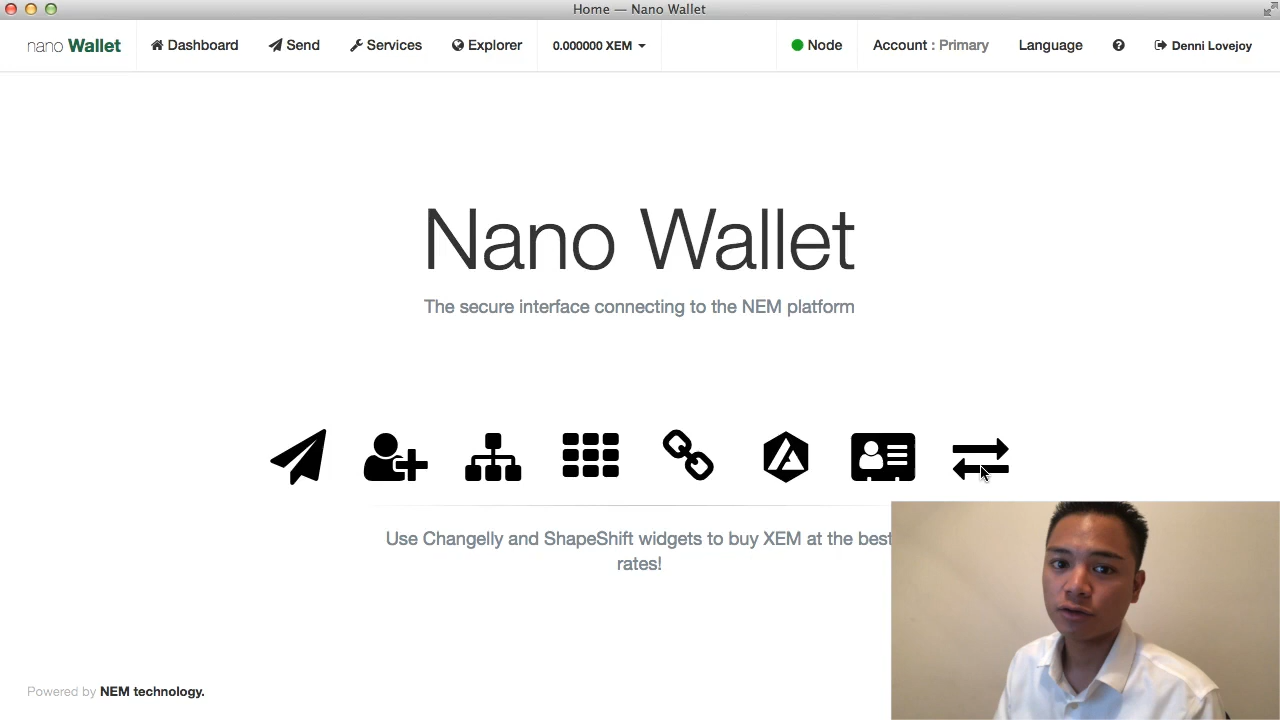 Home — Nano Wallet
nano Wallet Dashboard Send Services Explorer 0.000000 XEM Node Account : Primary Language Denni Lovejoy
Nano Wallet
The secure interface connecting to the NEM platform
Use Changelly and ShapeShift widgets to buy XEM at the best
rates!
Powered by NEM technology.